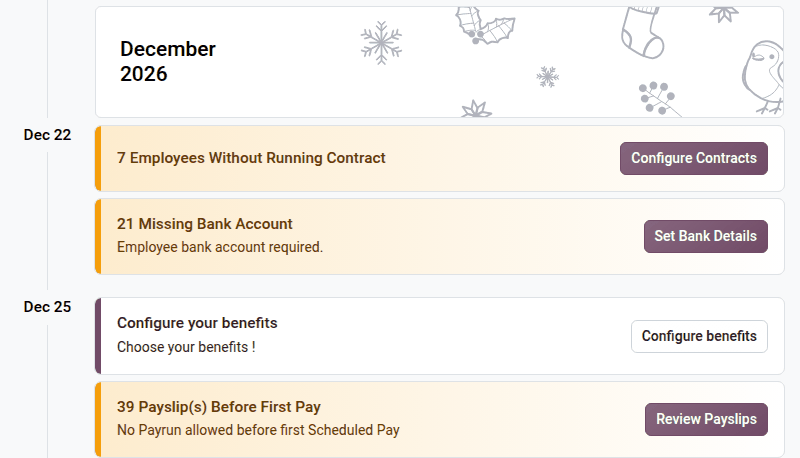 December
2026
Dec 22
7 Employees Without Running Contract
Configure Contracts
21 Missing Bank Account
Employee bank account required.
Set Bank Details
Dec 25
Configure your benefits
Choose your benefits !
Configure benefits
39 Payslip(s) Before First Pay
No Payrun allowed before first Scheduled Pay
Review Payslips